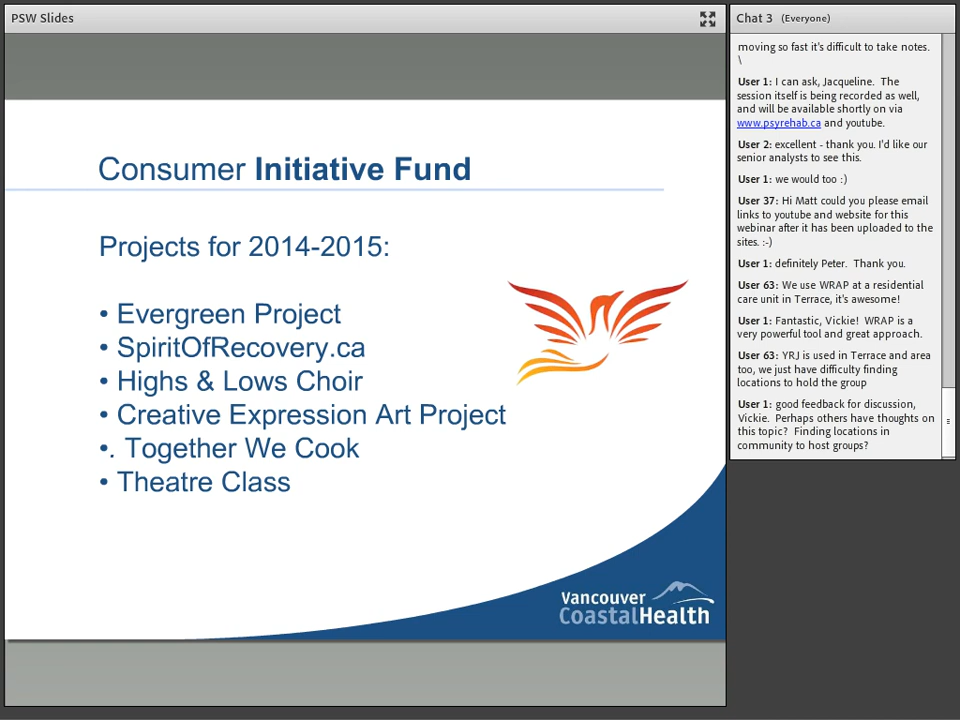 PSW Slides
Consumer Initiative Fund
Projects for 2014-2015:
• Evergreen Project
• SpiritOfRecovery.ca
• Highs & Lows Choir
• Creative Expression Art Project
•. Together We Cook
• Theatre Class
Vancouver
CoastalHealth
Chat 3 (Everyone)
moving so fast it's difficult to take notes.
\
User 1: I can ask, Jacqueline. The
session itself is being recorded as well,
and will be available shortly on via
www.psyrehab.ca and youtube.
User 2: excellent - thank you. I'd like our
senior analysts to see this.
User 1: we would too :)
User 37: Hi Matt could you please email
links to youtube and website for this
webinar after it has been uploaded to the
sites. :-)
User 1: definitely Peter. Thank you.
User 63: We use WRAP at a residential
care unit in Terrace, it's awesome!
User 1: Fantastic, Vickie! WRAP is a
very powerful tool and great approach.
User 63: YRJ is used in Terrace and area
too, we just have difficulty finding
locations to hold the group
User 1: good feedback for discussion,
Vickie. Perhaps others have thoughts on
this topic? Finding locations in
community to host groups?